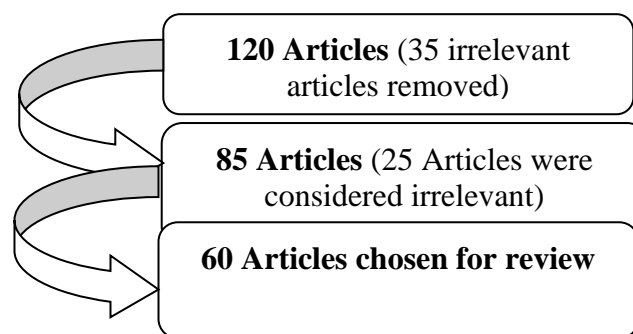 120 Articles (35 irrelevant
articles removed)
85 Articles (25 Articles were
considered irrelevant)
60 Articles chosen for review